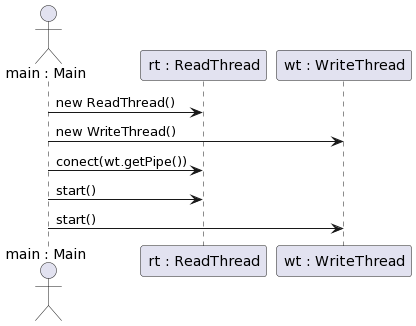 rt : ReadThread
wt : WriteThread
main : Main
new ReadThread()
new WriteThread()
conect(wt.getPipe())
start()
start()
main : Main
rt : ReadThread
wt : WriteThread